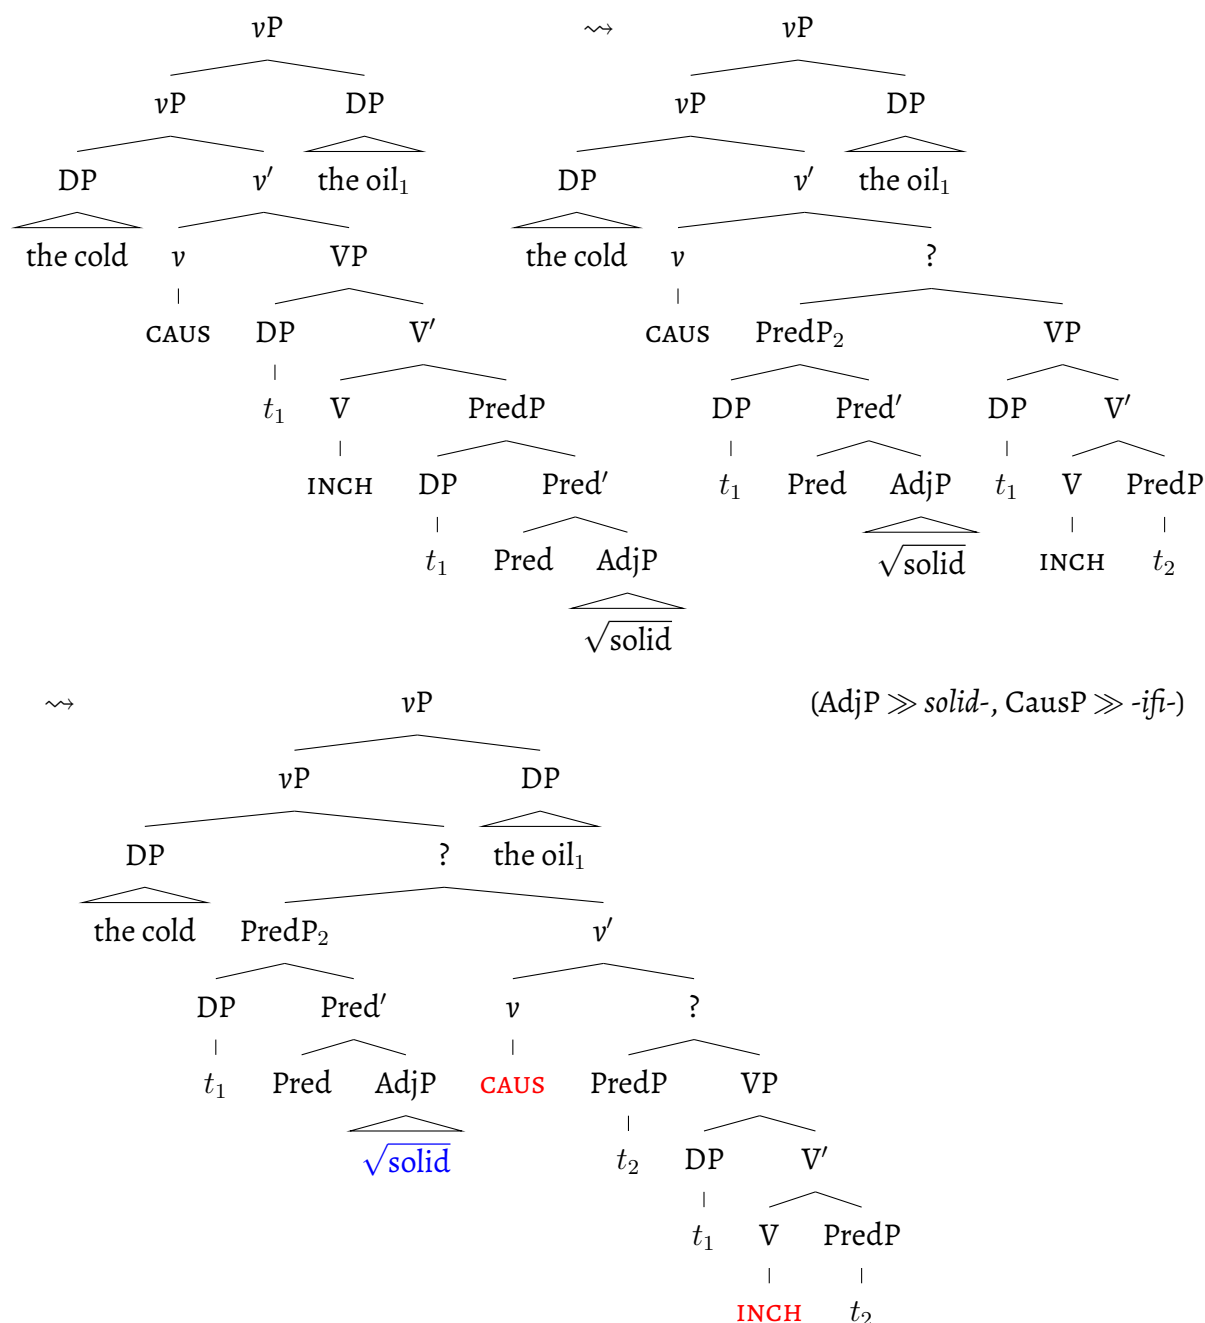 vP ⇝ vP
vP DP vP DP
DP v′ the oil₁ DP v′ the oil₁
the cold v VP the cold v ?
CAUS DP V′ CAUS PredP₂ VP
t₁ V PredP DP Pred′ DP V′
INCH DP Pred′ t₁ Pred AdjP t₁ V PredP
t₁ Pred AdjP √solid INCH t₂
√solid
⇝ vP (AdjP ≫ solid-, CausP ≫ -ifi-)
vP DP
DP ? the oil₁
the cold PredP₂ v′
DP Pred′ v ?
t₁ Pred AdjP CAUS PredP VP
√solid t₂ DP V′
t₁ V PredP
INCH t₂